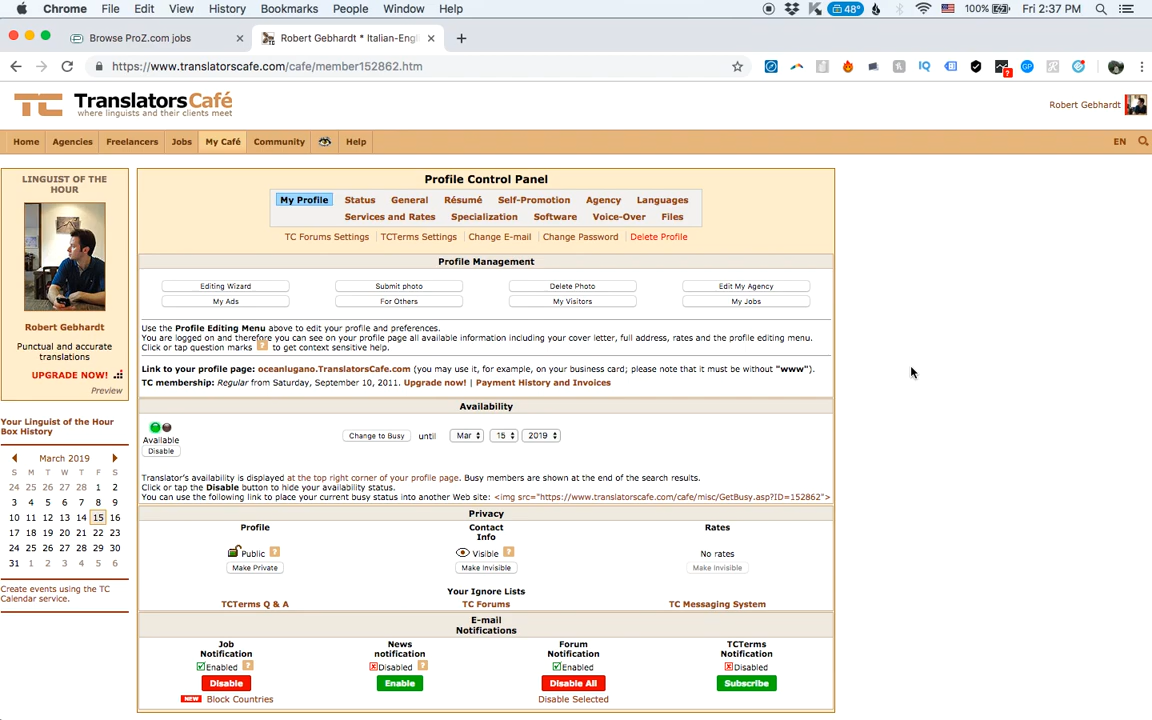 Chrome File Edit View History Bookmarks People Window Help 48° 100% Fri 2:37 PM
Browse ProZ.com jobs
Robert Gebhardt * Italian-Eng
https://www.translatorscafe.com/cafe/member152862.htm
TC TranslatorsCafé
where linguists and their clients meet
Robert Gebhardt
Home Agencies Freelancers Jobs My Café Community Help EN
LINGUIST OF THE
HOUR
Robert Gebhardt
Punctual and accurate
translations
UPGRADE NOW!
Preview
Your Linguist of the Hour
Box History
March 2019
S M T W T F S
24 25 26 27 28 1 2
3 4 5 6 7 8 9
10 11 12 13 14 15 16
17 18 19 20 21 22 23
24 25 26 27 28 29 30
31 1 2 3 4 5 6
Create events using the TC
Calendar service.
Profile Control Panel
My Profile Status General Résumé Self-Promotion Agency Languages
Services and Rates Specialization Software Voice-Over Files
TC Forums Settings | TCTerms Settings | Change E-mail | Change Password | Delete Profile
Profile Management
Editing Wizard Submit photo Delete Photo Edit My Agency
My Ads For Others My Visitors My Jobs
Use the Profile Editing Menu above to edit your profile and preferences.
You are logged on and therefore you can see on your profile page all available information including your cover letter, full address, rates and the profile editing menu.
Click or tap question marks ? to get context sensitive help.
Link to your profile page: oceanlugano.TranslatorsCafe.com (you may use it, for example, on your business card; please note that it must be without "www").
TC membership: Regular from Saturday, September 10, 2011. Upgrade now! | Payment History and Invoices
Availability
Available
Disable
Change to Busy until Mar 15 2019
Translator's availability is displayed at the top right corner of your profile page. Busy members are shown at the end of the search results.
Click or tap the Disable button to hide your availability status.
You can use the following link to place your current busy status into another Web site: <img src="https://www.translatorscafe.com/cafe/misc/GetBusy.asp?ID=152862">
Privacy
Profile
Public ?
Make Private
Contact
Info
Visible ?
Make Invisible
Rates
No rates
Make Invisible
Your Ignore Lists
TCTerms Q & A TC Forums TC Messaging System
E-mail
Notifications
Job
Notification
Enabled ?
Disable
NEW Block Countries
News
notification
Disabled ?
Enable
Forum
Notification
Enabled
Disable All
Disable Selected
TCTerms
Notification
Disabled
Subscribe